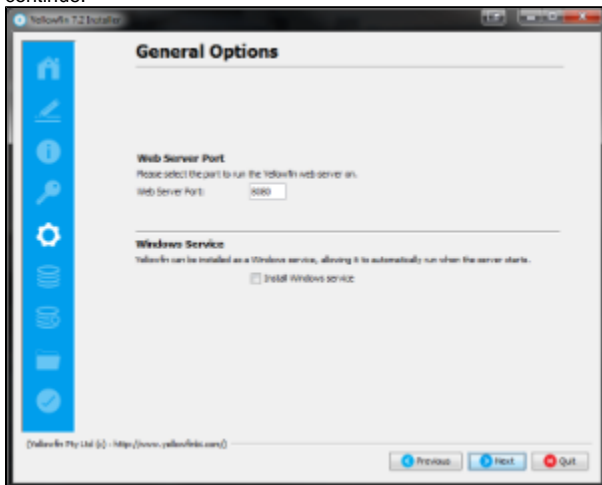 continue.
Yellowfin 7.2 Installer
General Options
Web Server Port
Please select the port to run the Yellowfin web server on.
Web Server Port:
8080
Windows Service
Yellowfin can be installed as a Windows service, allowing it to automatically run when the server starts.
Install Windows service
(Yellowfin Pty Ltd (c) - http://www.yellowfinbi.com/)
Previous
Next
Quit